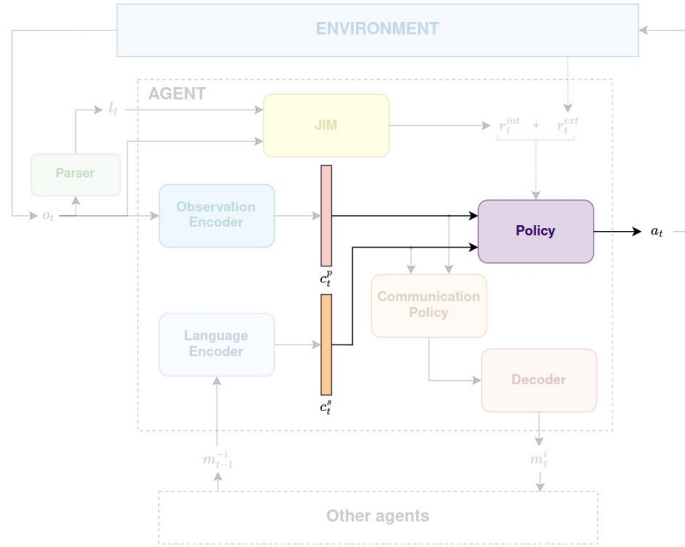 ENVIRONMENT
AGENT
l_t
JIM
r_t^{int} + r_t^{ext}
Parser
o_t
Observation
Encoder
Policy
a_t
c_t^p
Communication
Policy
Language
Encoder
Decoder
c_t^s
m_{t-1}^{-i}
m_t^i
Other agents